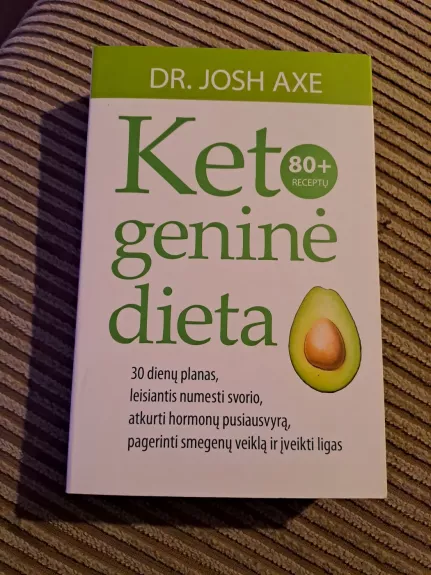 DR. JOSH AXE
Keto
80+
RECEPTŲ
geninė
dieta
30 dienų planas,
leisiantis numesti svorio,
atkurti hormonų pusiausvyrą,
pagerinti smegenų veiklą ir įveikti ligas